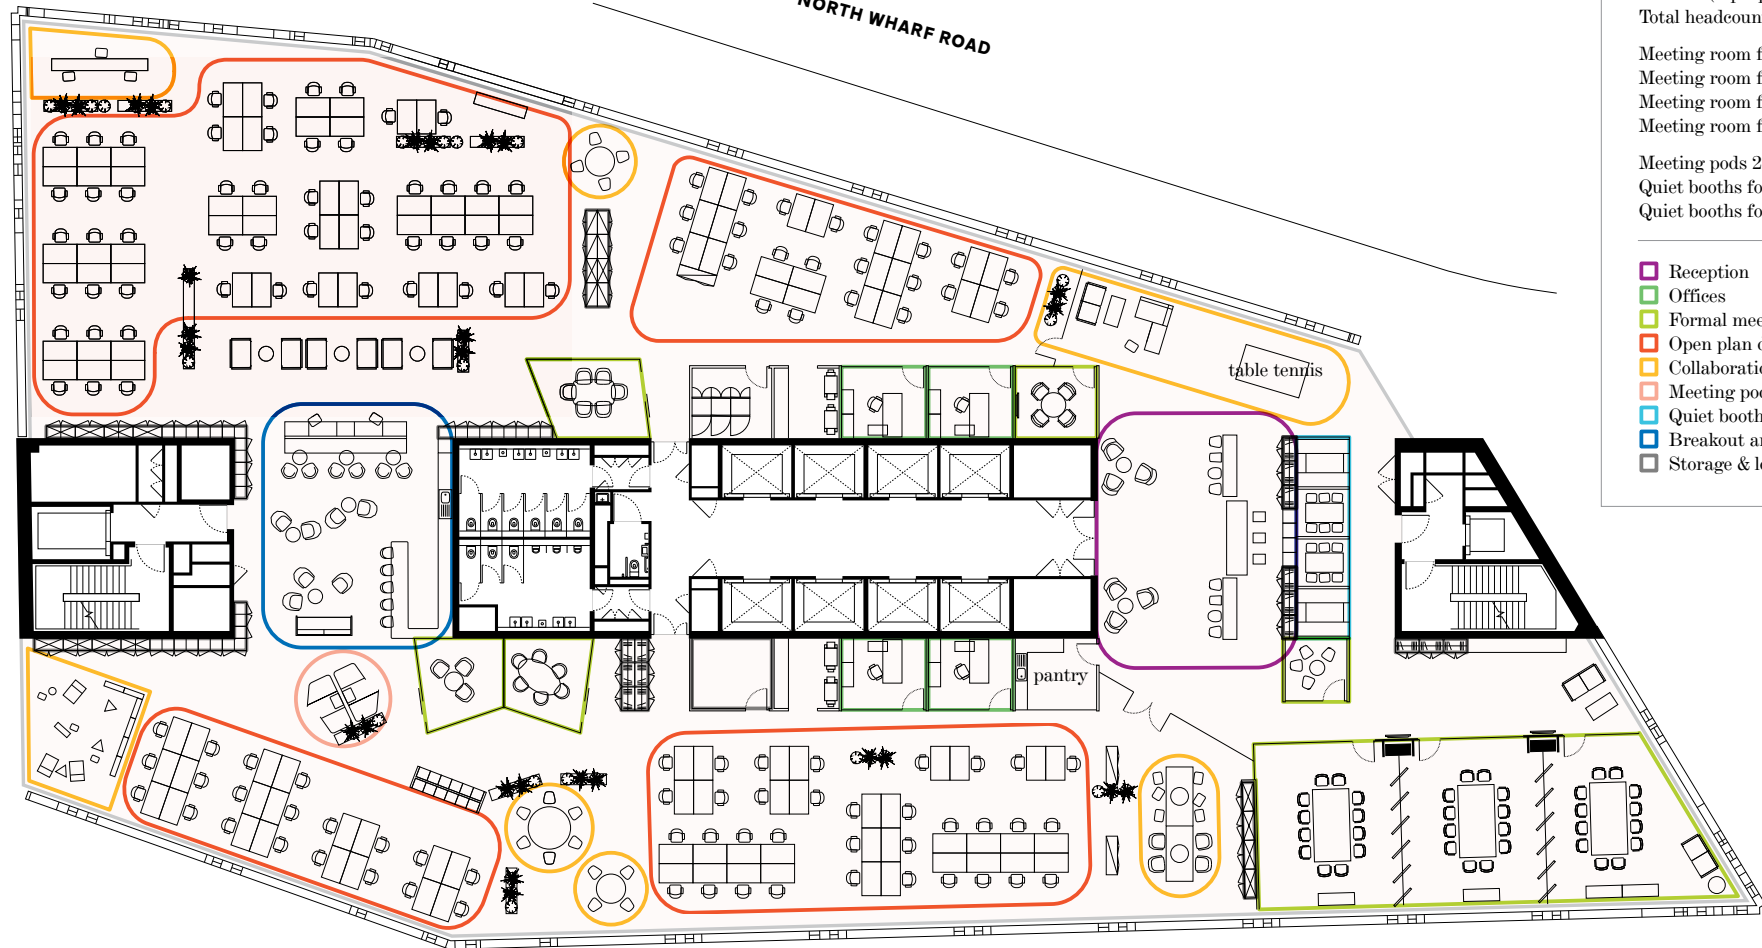 NORTH WHARF ROAD
Total headcoun
Meeting room f
Meeting room f
Meeting room f
Meeting room f
Meeting pods 2
Quiet booths fo
Quiet booths fo
Reception
Offices
Formal mee
Open plan o
Collaboratio
Meeting poo
Quiet booth
Breakout ar
Storage & lo
table tennis
pantry